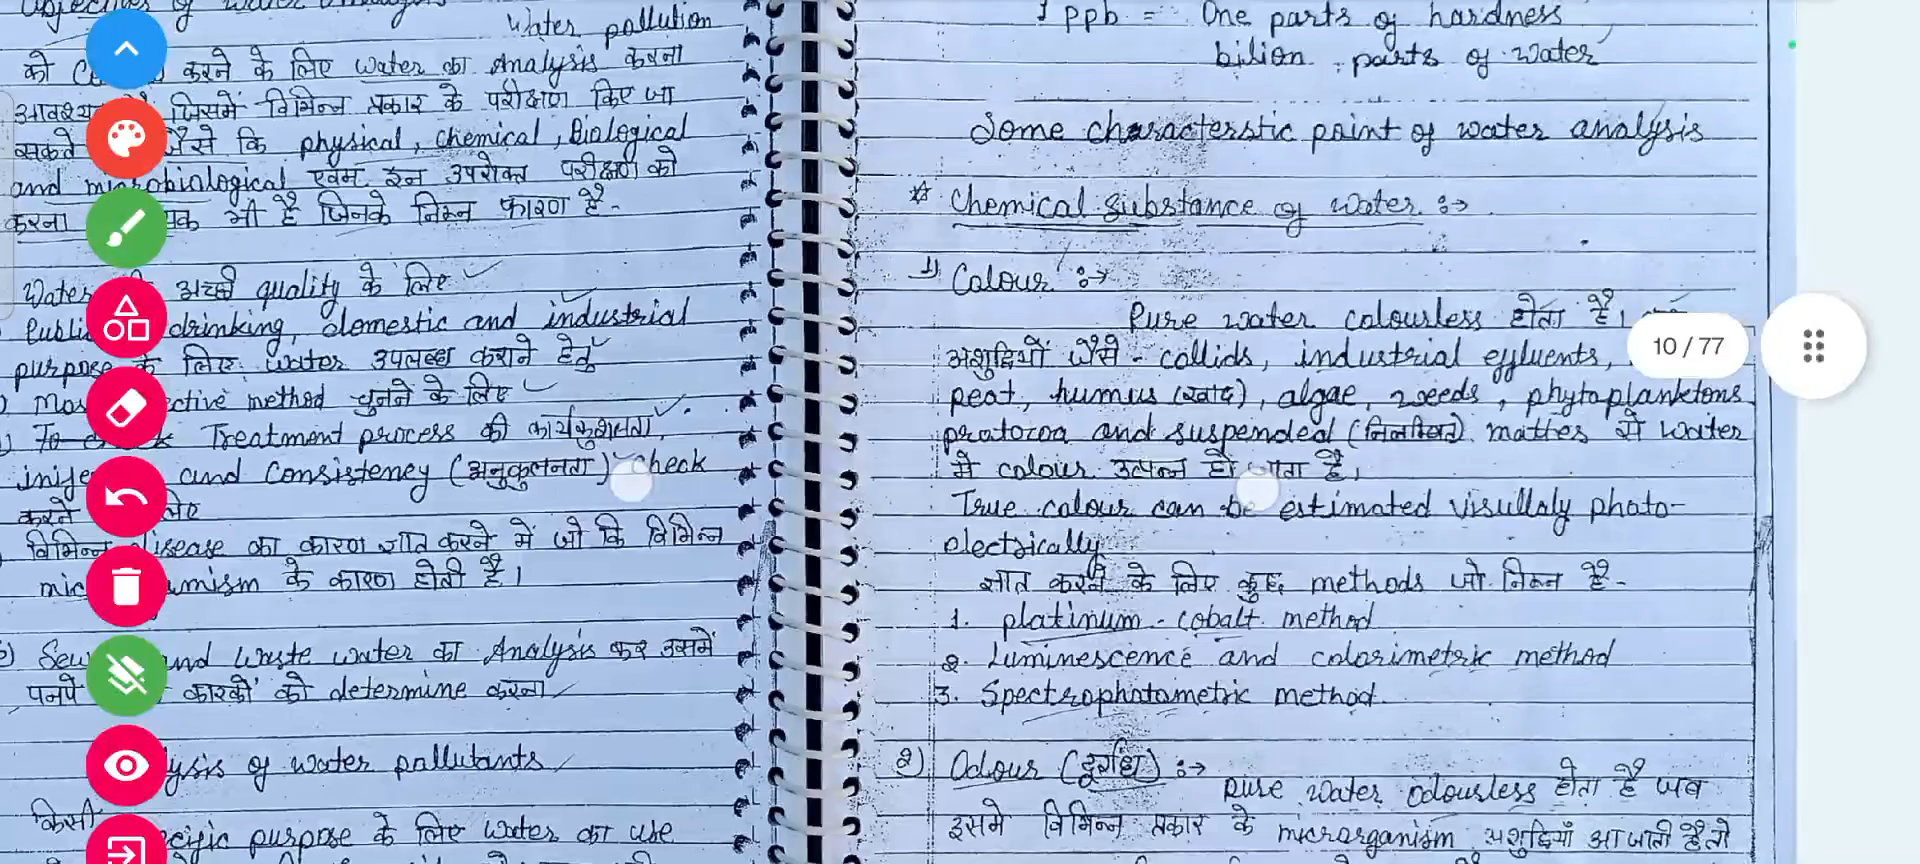 objectives of water analysis
Water pollution
को करने के लिए water का Analysis करना
जिसमें विभिन्न प्रकार के परीक्षण किए जा
सकते जैसे कि physical, chemical, Biological
and microbiological एवम इन उपरोक्त परीक्षण को
करना भी है जिनके निम्न कारण है-
Water अच्छी quality के लिए
Public drinking, domestic and industrial
purpose के लिए water उपलब्ध कराने हेतु
method चुनने के लिए
Treatment process की कार्यकुशलता,
and consistency (अनुकुलनता) check
करने
विभिन्न disease का कारण ज्ञात करने में जो कि विभिन्न
के कारण होती है।
and waste water का Analysis कर उसमें
पनपे कारकों को determine करना
of water pollutants
किसी
purpose के लिए water का use
1 ppb = One parts of hardness
bilion parts of water
Some characterstic point of water analysis
* Chemical Substance of water :→
1) Colour :→
Pure water colourless होता है।
अशुद्धियों जैसे - collids, industrial effluents,
peat, humus (खाद), algae, weeds, phytoplanktons,
protozoa and suspended (निलंबित) matter से water
में colour उत्पन्न हो जाता है।
True colour can be estimated visullaly photo-
electrically
ज्ञात करने के लिए कुछ methods जो निम्न है-
1. platinum - cobalt method
2. Luminescence and colorimetric method
3. Spectrophotometric method.
2) Odour (दुर्गंध) :→
pure water odourless होता है जब
इसमे विभिन्न प्रकार के microrganism अशुद्धियाँ आ जाती है तो
10 / 77